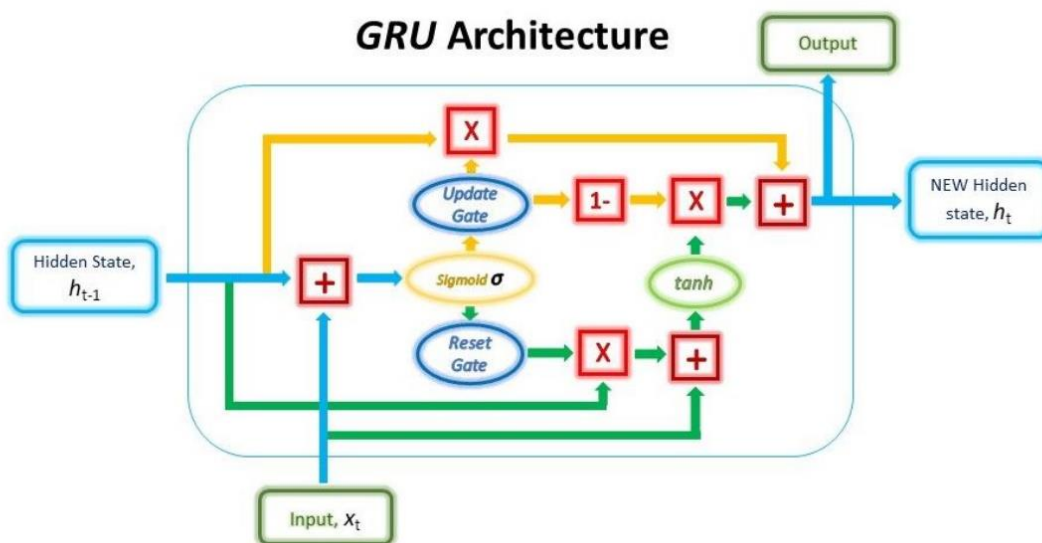 GRU Architecture
Output
X
Update
Gate
1-
X
+
NEW Hidden
state, hₜ
Hidden State,
hₜ₋₁
+
Sigmoid σ
tanh
Reset
Gate
X
+
Input, xₜ